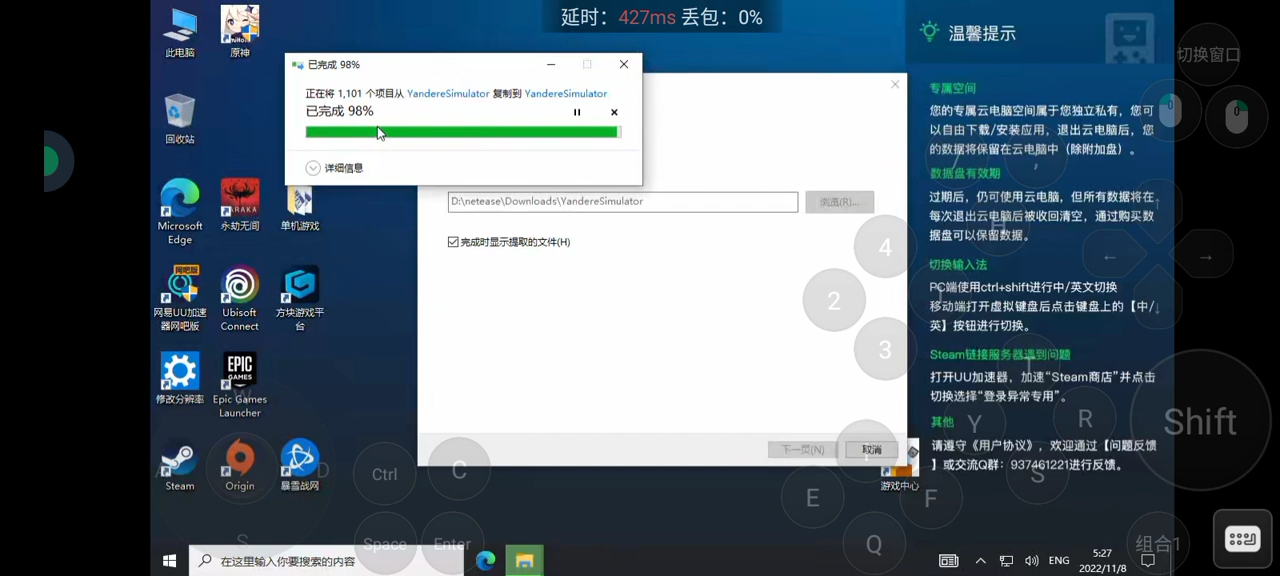 延时：427ms 丢包：0%
此电脑
原神
回收站
Microsoft
Edge
永劫无间
单机游戏
网易UU加速
器网吧版
Ubisoft
Connect
方块游戏平
台
修改分辨率
EPIC
GAMES
Epic Games
Launcher
Steam
Origin
暴雪战网
游戏中心
已完成 98%
正在将 1,101 个项目从 YandereSimulator 复制到 YandereSimulator
已完成 98%
详细信息
D:\netease\Downloads\YandereSimulator
浏览(R)...
完成时显示提取的文件(H)
下一页(N)
取消
温馨提示
专属空间
您的专属云电脑空间属于您独立私有，您可
以自由下载/安装应用，退出云电脑后，您
的数据将保留在云电脑中（除附加盘）。
数据盘有效期
过期后，仍可使用云电脑，但所有数据将在
每次退出云电脑后被收回清空，通过购买数
据盘可以保留数据。
切换输入法
PC端使用ctrl+shift进行中/英文切换
移动端打开虚拟键盘后点击键盘上的【中/
英】按钮进行切换。
Steam链接服务器遇到问题
打开UU加速器，加速“Steam商店”并点击
切换选择“登录异常专用”。
其他
请遵守《用户协议》，欢迎通过【问题反馈
】或交流Q群：937461221进行反馈。
切换窗口
4
2
3
Shift
Y
R
T
S
E
F
Q
Ctrl
C
D
S
Space
Enter
组合1
在这里输入你要搜索的内容
ENG
5:27
2022/11/8